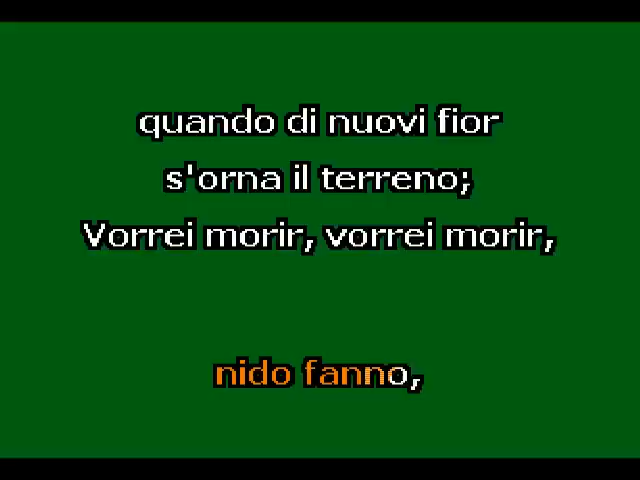 quando di nuovi fior
s'orna il terreno;
Vorrei morir, vorrei morir,
nido fanno,